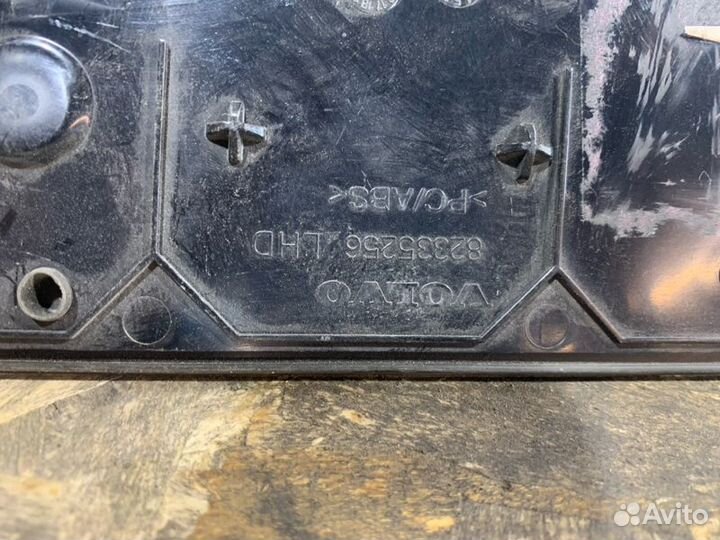 VOLVO
82335256 LHD
>PC/ABS<
Avito